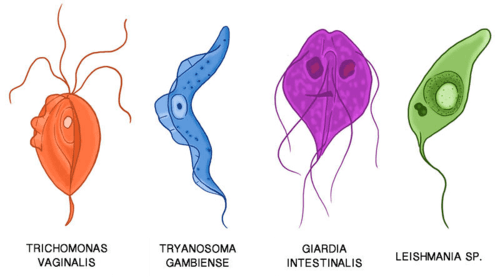 TRICHOMONAS
VAGINALIS
TRYANOSOMA
GAMBIENSE
GIARDIA
INTESTINALIS
LEISHMANIA SP.